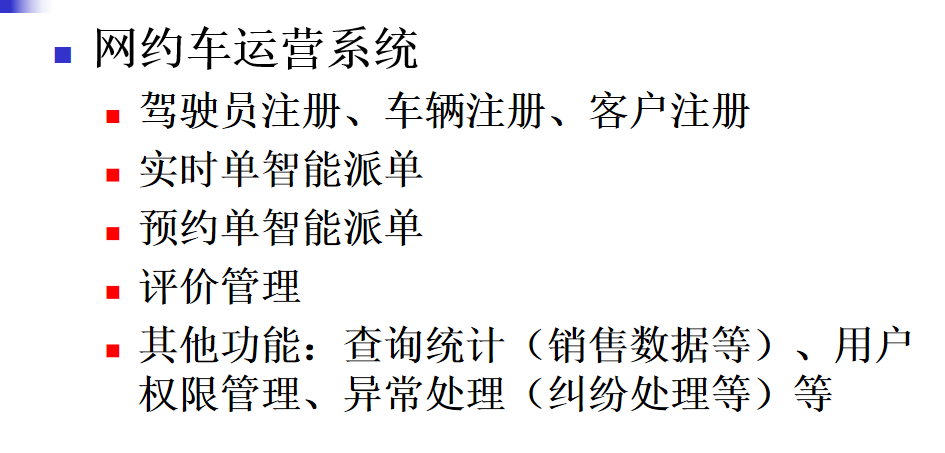 网约车运营系统
驾驶员注册、车辆注册、客户注册
实时单智能派单
预约单智能派单
评价管理
其他功能：查询统计（销售数据等）、用户
权限管理、异常处理（纠纷处理等）等